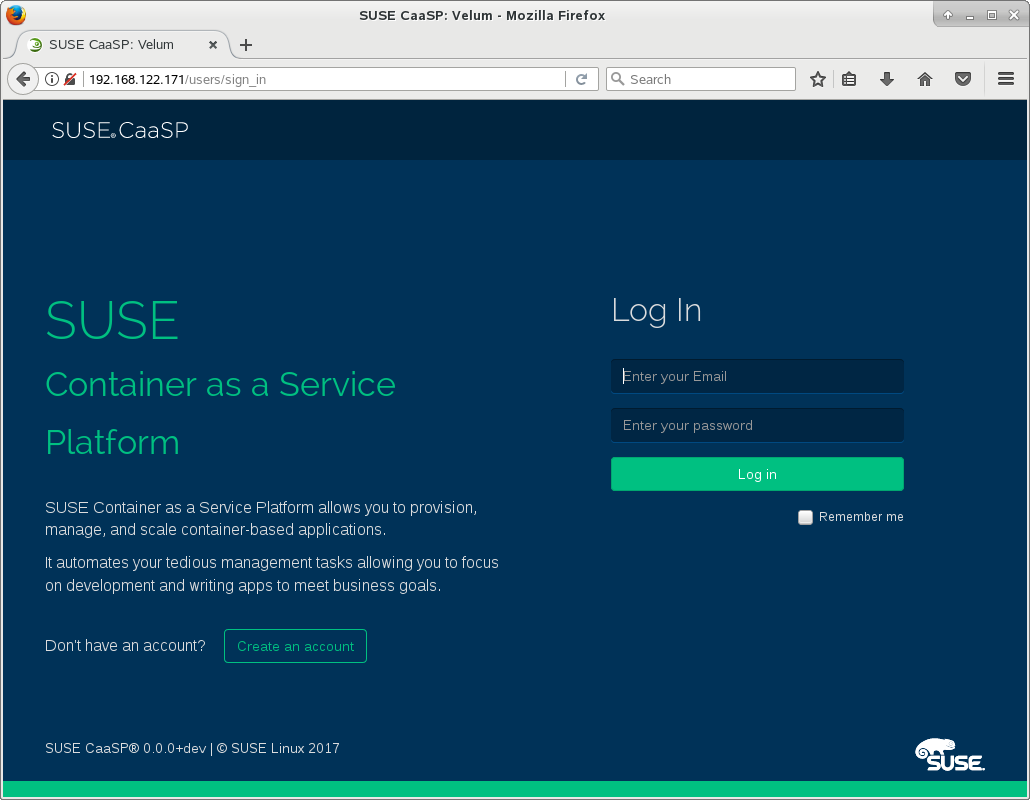 SUSE CaaSP: Velum - Mozilla Firefox
SUSE CaaSP: Velum
192.168.122.171/users/sign_in
Search
SUSE® CaaSP
SUSE
Container as a Service
Platform
SUSE Container as a Service Platform allows you to provision,
manage, and scale container-based applications.
It automates your tedious management tasks allowing you to focus
on development and writing apps to meet business goals.
Don't have an account?
Create an account
Log In
Enter your Email
Enter your password
Log in
Remember me
SUSE CaaSP® 0.0.0+dev | © SUSE Linux 2017
SUSE.